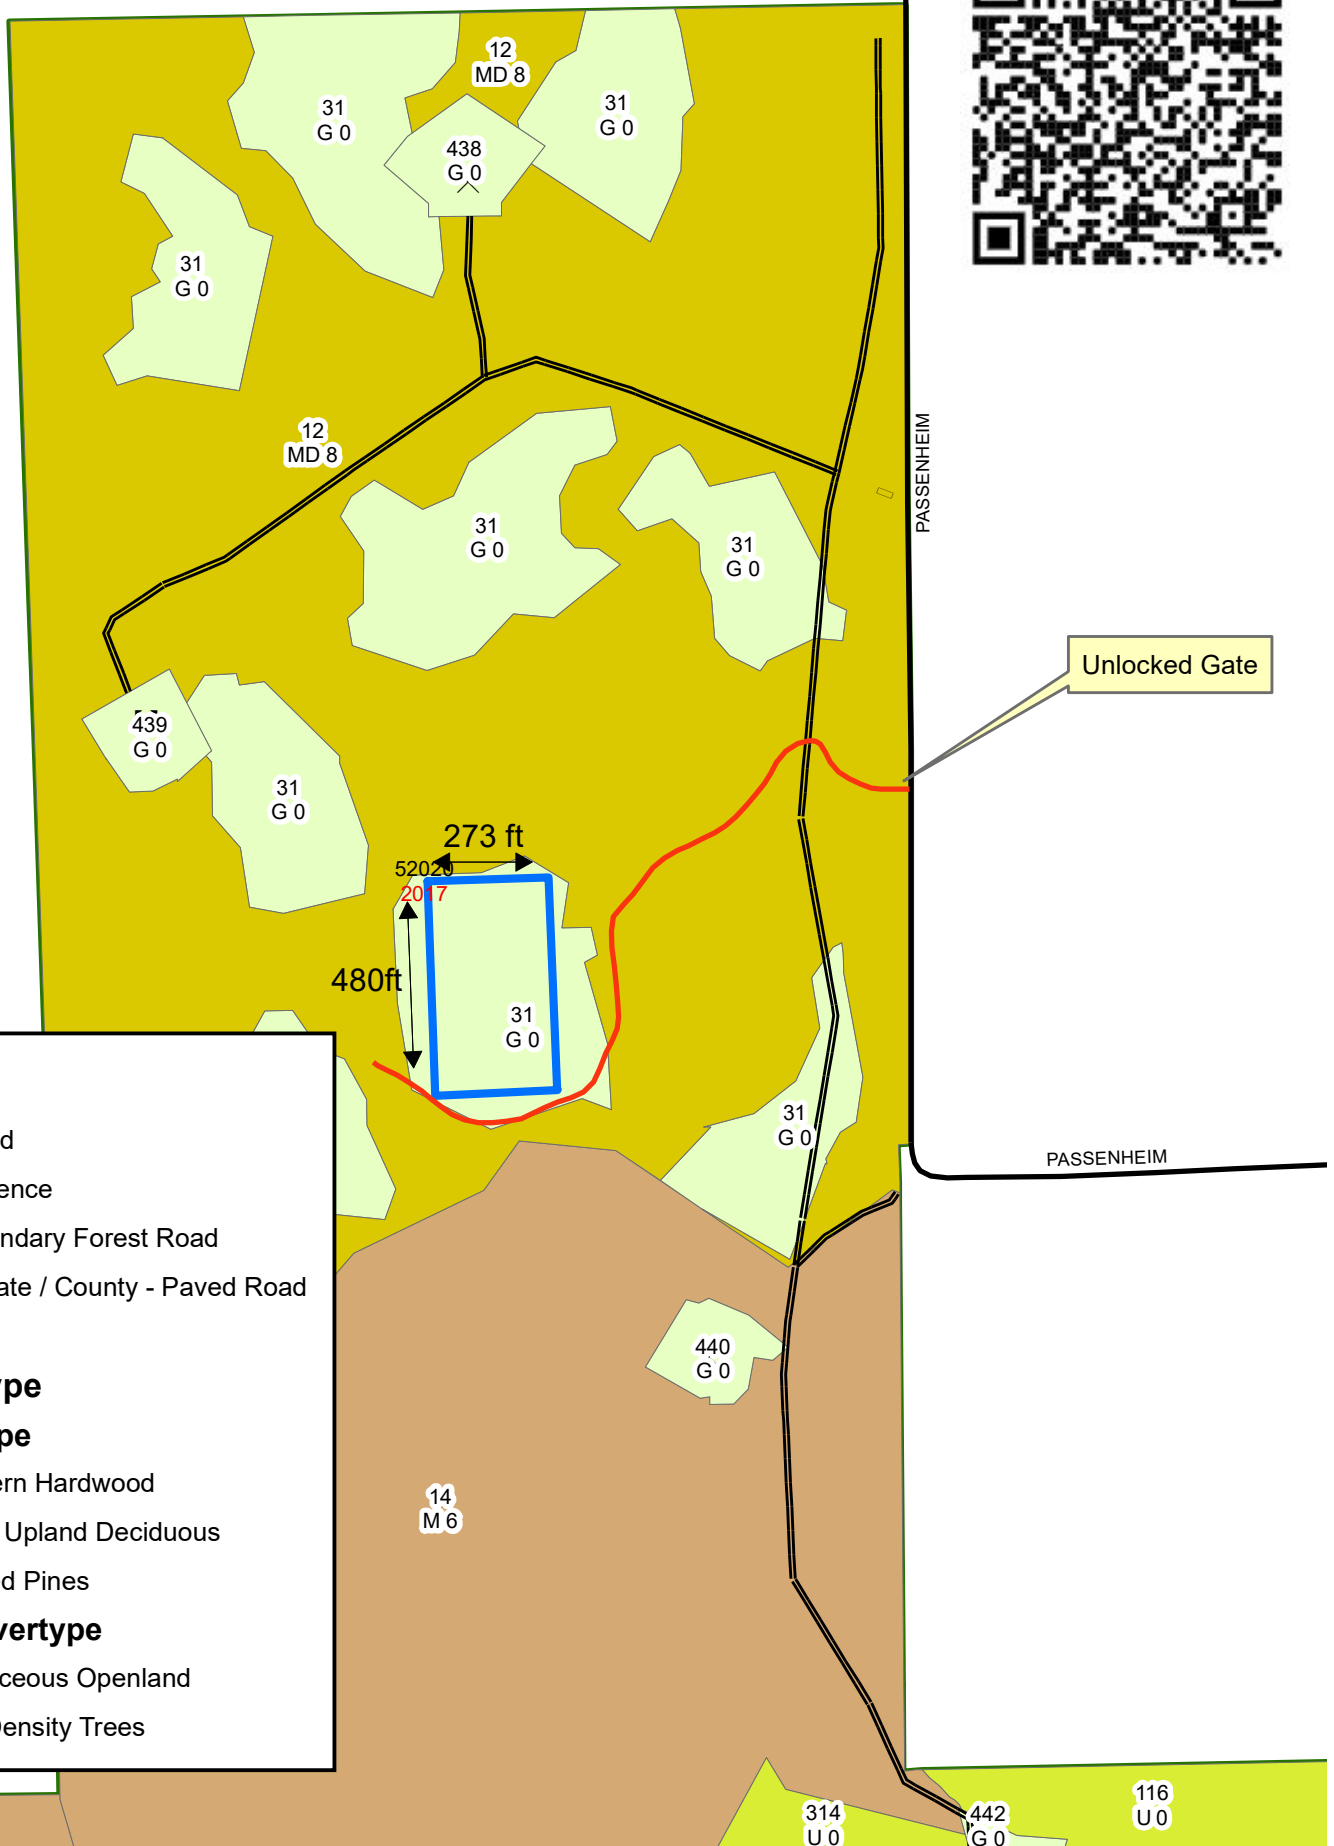 12
MD 8
31
G 0
31
G 0
438
G 0
31
G 0
12
MD 8
PASSENHEIM
31
G 0
31
G 0
Unlocked Gate
439
G 0
31
G 0
273 ft
52020
2017
480ft
31
G 0
31
G 0
PASSENHEIM
d
ence
ndary Forest Road
ate / County - Paved Road
440
G 0
ype
pe
ern Hardwood
Upland Deciduous
d Pines
vertype
ceous Openland
Density Trees
14
M 6
314
U 0
442
G 0
116
U 0